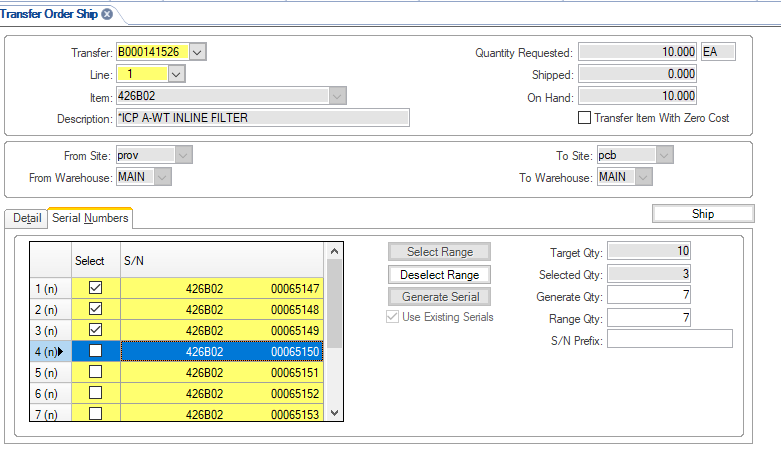 Transfer Order Ship
Transfer: B000141526
Quantity Requested: 10.000 EA
Line: 1
Shipped: 0.000
Item: 426B02
On Hand: 10.000
Description: *ICP A-WT INLINE FILTER
Transfer Item With Zero Cost
From Site: prov
To Site: pcb
From Warehouse: MAIN
To Warehouse: MAIN
Detail Serial Numbers
Ship
Select S/N
1 (n) 426B02 00065147
2 (n) 426B02 00065148
3 (n) 426B02 00065149
4 (n) 426B02 00065150
5 (n) 426B02 00065151
6 (n) 426B02 00065152
7 (n) 426B02 00065153
Select Range
Deselect Range
Generate Serial
Use Existing Serials
Target Qty: 10
Selected Qty: 3
Generate Qty: 7
Range Qty: 7
S/N Prefix: